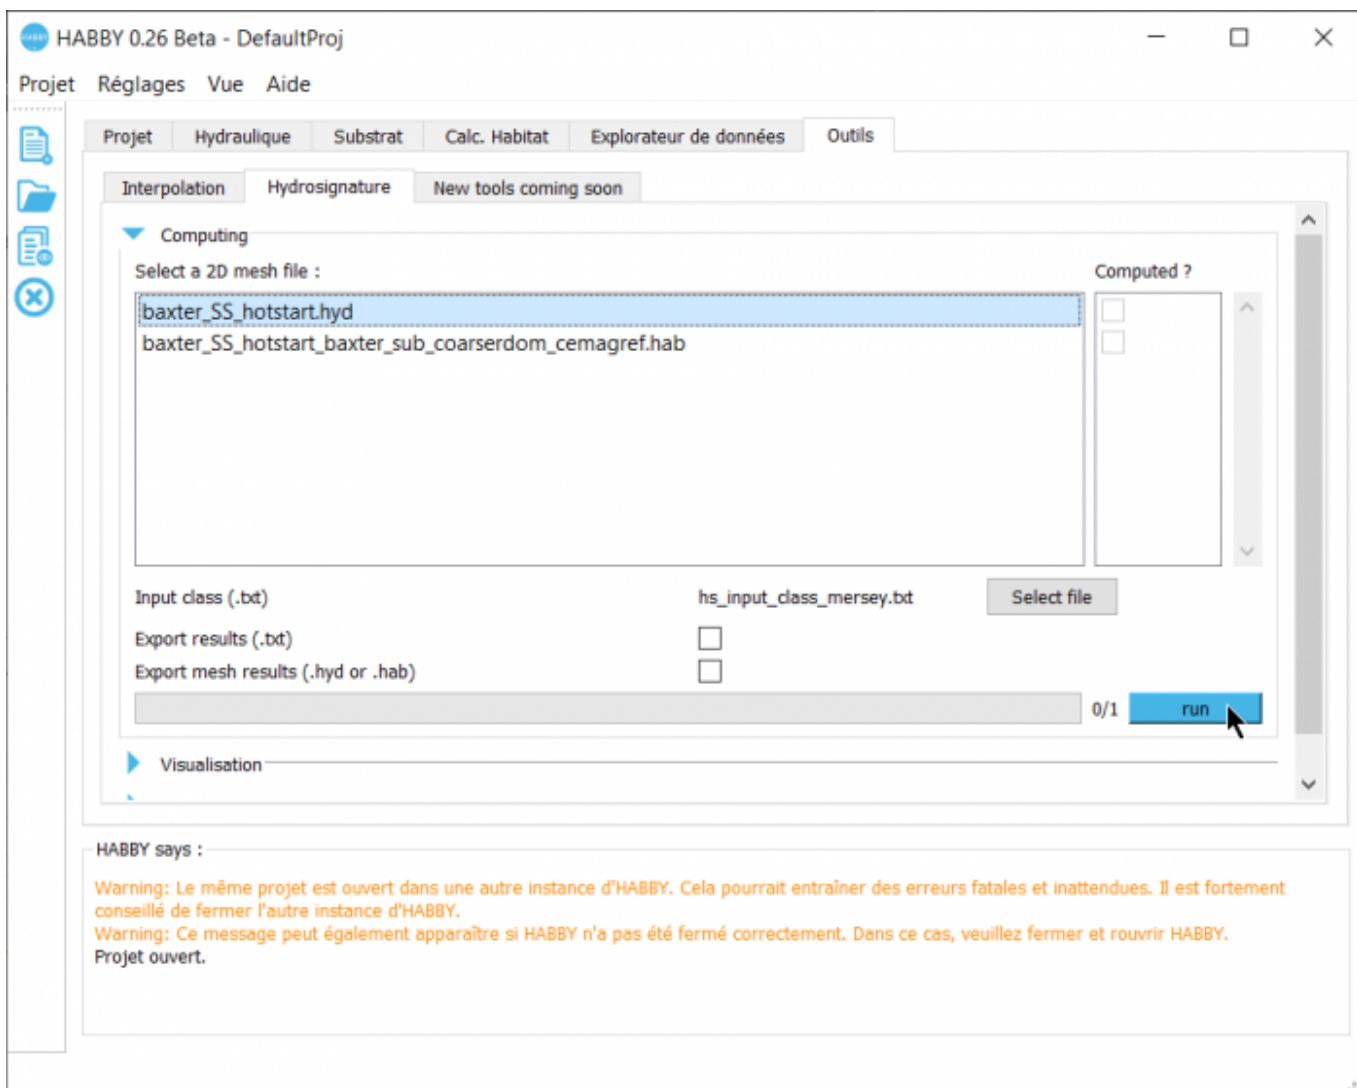 HABBY 0.26 Beta - DefaultProj
Projet Réglages Vue Aide
Projet Hydraulique Substrat Calc. Habitat Explorateur de données Outils
Interpolation Hydrosignature New tools coming soon
Computing
Select a 2D mesh file : Computed ?
baxter_SS_hotstart.hyd
baxter_SS_hotstart_baxter_sub_coarserdom_cemagref.hab
Input class (.txt) hs_input_class_mersey.txt Select file
Export results (.txt)
Export mesh results (.hyd or .hab)
0/1 run
Visualisation
HABBY says :
Warning: Le même projet est ouvert dans une autre instance d'HABBY. Cela pourrait entraîner des erreurs fatales et inattendues. Il est fortement
conseillé de fermer l'autre instance d'HABBY.
Warning: Ce message peut également apparaître si HABBY n'a pas été fermé correctement. Dans ce cas, veuillez fermer et rouvrir HABBY.
Projet ouvert.